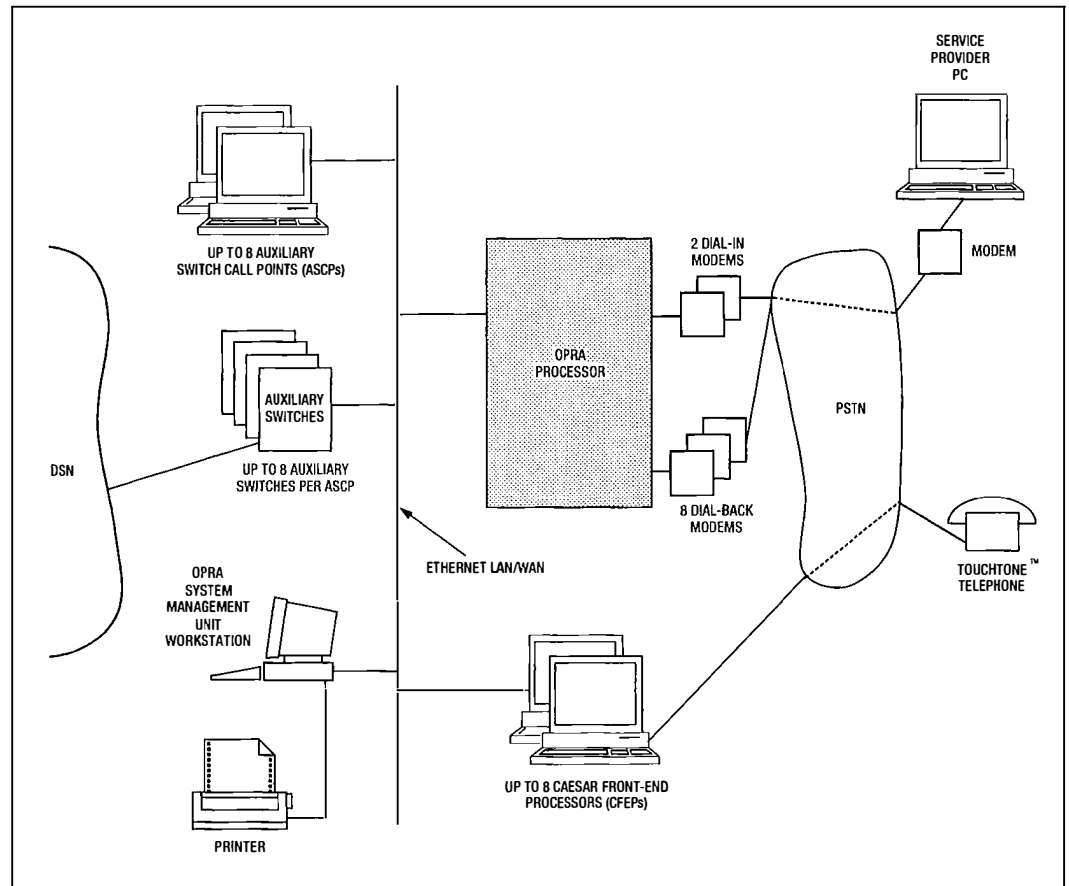 SERVICE
PROVIDER
PC
UP TO 8 AUXILIARY
SWITCH CALL POINTS (ASCPs)
2 DIAL-IN
MODEMS
MODEM
OPRA
PROCESSOR
AUXILIARY
SWITCHES
PSTN
DSN
UP TO 8 AUXILIARY
SWITCHES PER ASCP
8 DIAL-BACK
MODEMS
ETHERNET LAN/WAN
TOUCHTONE™
TELEPHONE
OPRA
SYSTEM
MANAGEMENT
UNIT
WORKSTATION
UP TO 8 CAESAR FRONT-END
PROCESSORS (CFEPs)
PRINTER